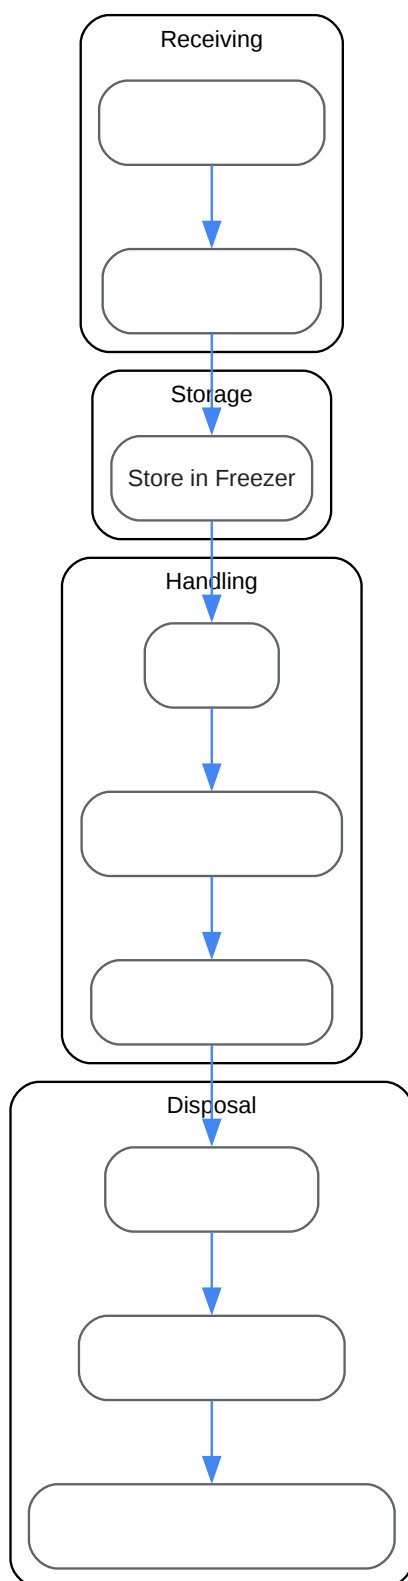 Receiving
Storage
Store in Freezer
Handling
Disposal